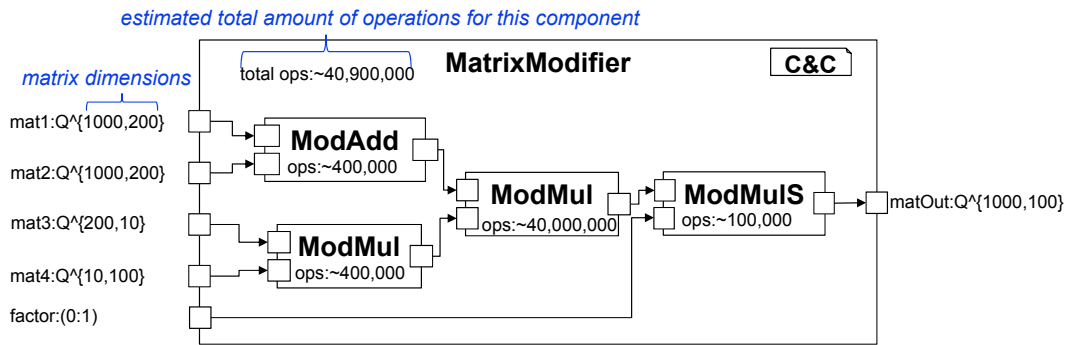 estimated total amount of operations for this component
total ops:~40,900,000
MatrixModifier
C&C
matrix dimensions
mat1:Q^{1000,200}
mat2:Q^{1000,200}
mat3:Q^{200,10}
mat4:Q^{10,100}
factor:(0:1)
ModAdd
ops:~400,000
ModMul
ops:~400,000
ModMul
ops:~40,000,000
ModMulS
ops:~100,000
matOut:Q^{1000,100}